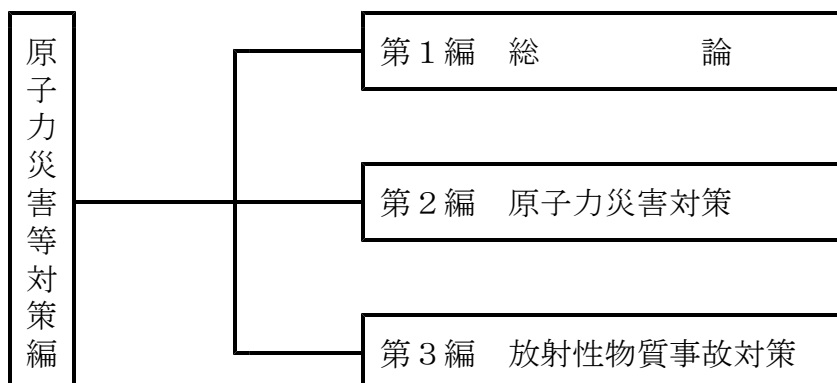 原子力災害等対策編
第１編　総　　　　論
第２編　原子力災害対策
第３編　放射性物質事故対策